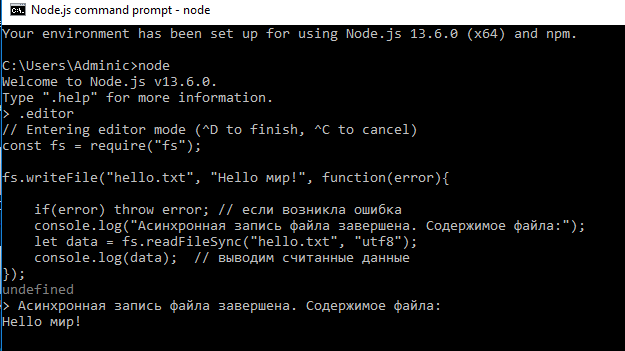 Node.js command prompt - node
Your environment has been set up for using Node.js 13.6.0 (x64) and npm.
C:\Users\Adminic>node
Welcome to Node.js v13.6.0.
Type ".help" for more information.
> .editor
// Entering editor mode (^D to finish, ^C to cancel)
const fs = require("fs");
fs.writeFile("hello.txt", "Hello мир!", function(error){
    if(error) throw error; // если возникла ошибка
    console.log("Асинхронная запись файла завершена. Содержимое файла:");
    let data = fs.readFileSync("hello.txt", "utf8");
    console.log(data);  // выводим считанные данные
});
undefined
> Асинхронная запись файла завершена. Содержимое файла:
Hello мир!